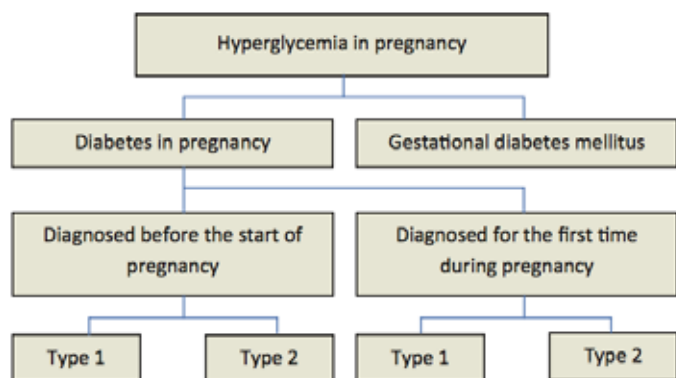 Hyperglycemia in pregnancy
Diabetes in pregnancy
Gestational diabetes mellitus
Diagnosed before the start of
pregnancy
Diagnosed for the first time
during pregnancy
Type 1
Type 2
Type 1
Type 2